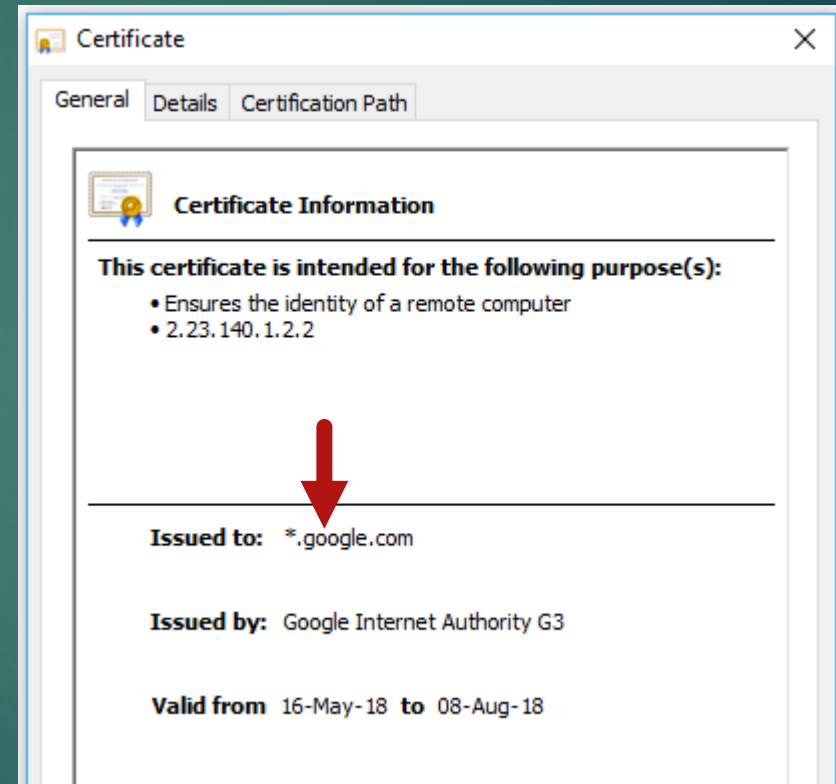 Certificate
General Details Certification Path
Certificate Information
This certificate is intended for the following purpose(s):
• Ensures the identity of a remote computer
• 2.23.140.1.2.2
Issued to: *.google.com
Issued by: Google Internet Authority G3
Valid from 16-May-18 to 08-Aug-18